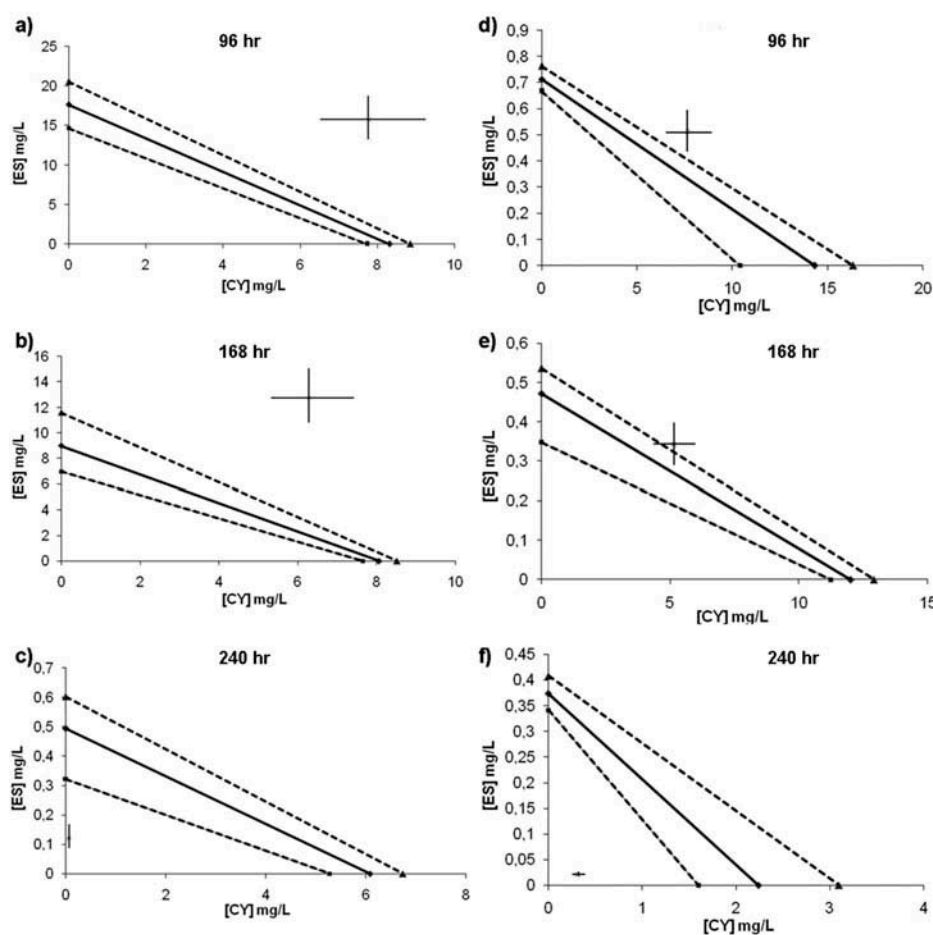 a)
96 hr
[ES] mg/L
25
20
15
10
5
0
0 2 4 6 8 10
[CY] mg/L
b)
168 hr
[ES] mg/L
16
14
12
10
8
6
4
2
0
0 2 4 6 8 10
[CY] mg/L
c)
240 hr
[ES] mg/L
0,7
0,6
0,5
0,4
0,3
0,2
0,1
0
0 2 4 6 8
[CY] mg/L
d)
96 hr
[ES] mg/L
0,9
0,8
0,7
0,6
0,5
0,4
0,3
0,2
0,1
0
0 5 10 15 20
[CY] mg/L
e)
168 hr
[ES] mg/L
0,6
0,5
0,4
0,3
0,2
0,1
0
0 5 10 15
[CY] mg/L
f)
240 hr
[ES] mg/L
0,45
0,4
0,35
0,3
0,25
0,2
0,15
0,1
0,05
0
0 1 2 3 4
[CY] mg/L